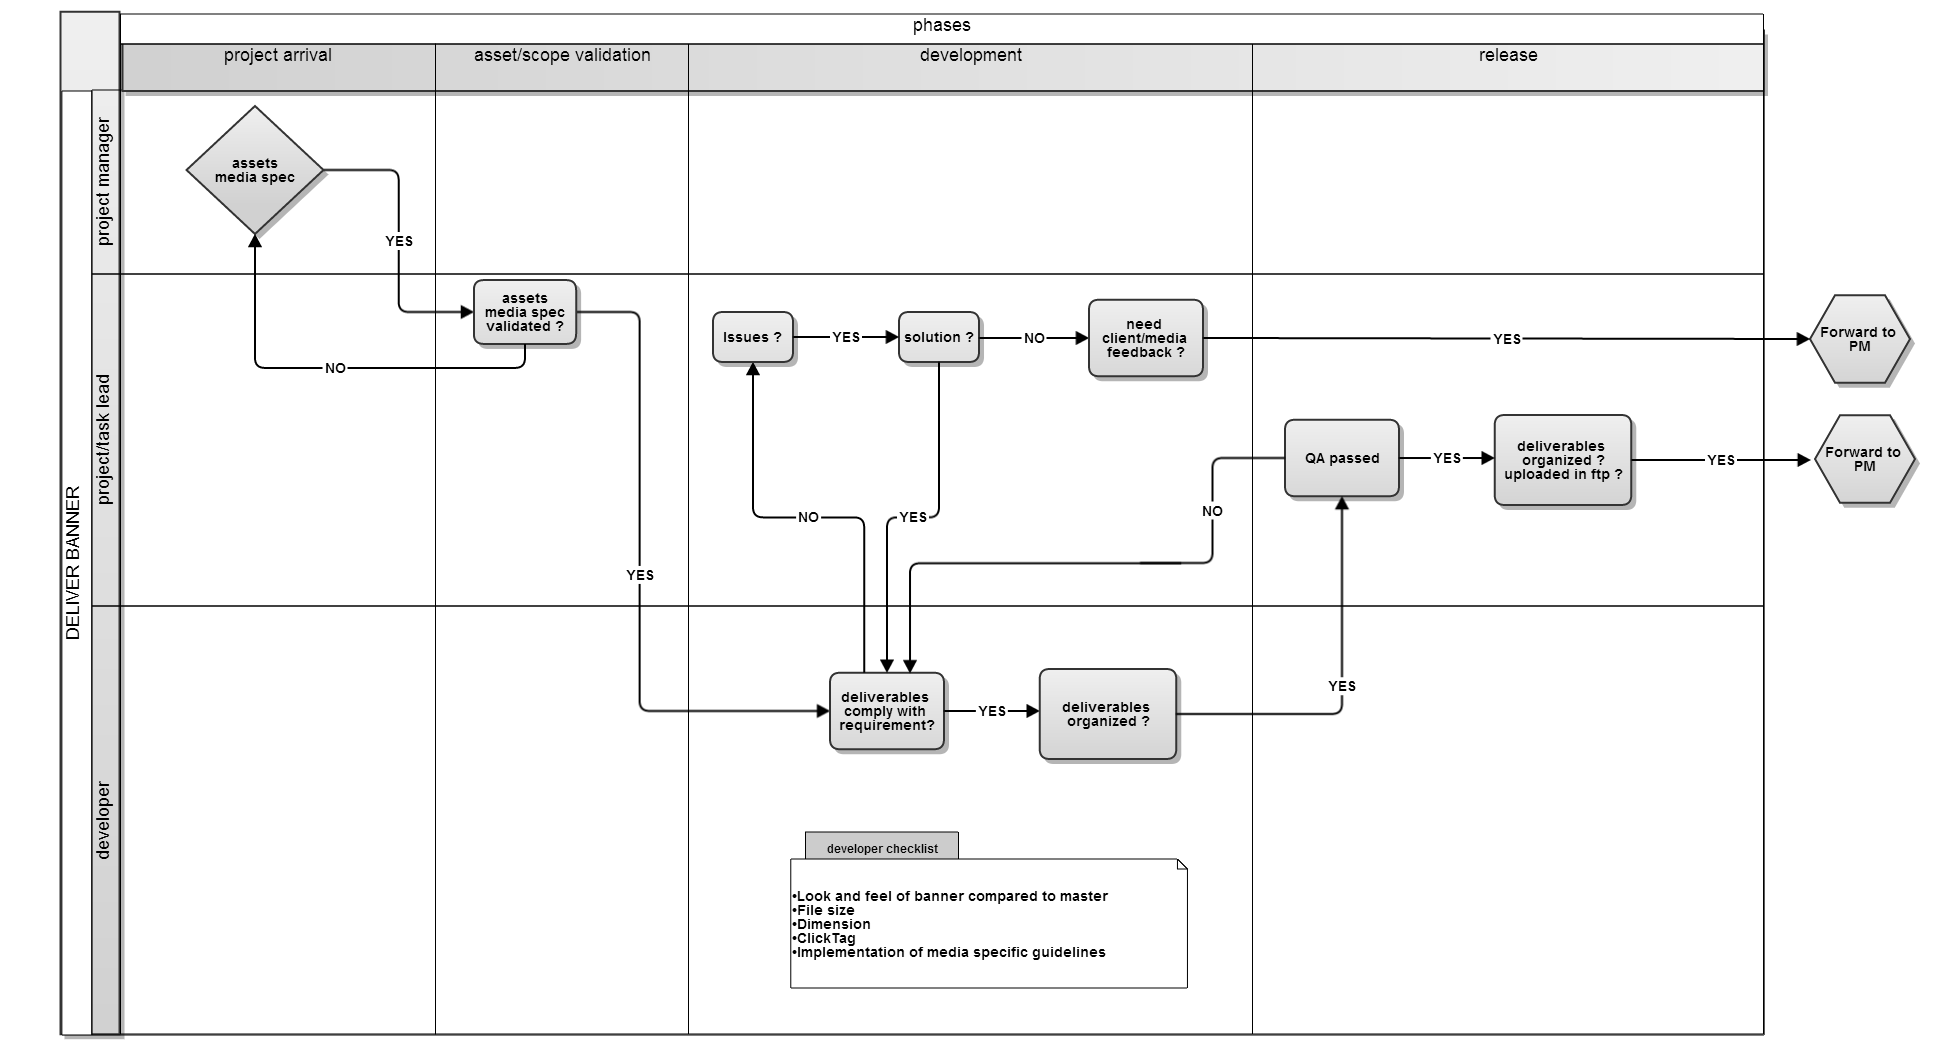 phases
project arrival
asset/scope validation
development
release
DELIVER BANNER
project manager
assets
media spec
YES
project/task lead
assets
media spec
validated ?
NO
YES
Issues ?
YES
solution ?
NO
need
client/media
feedback ?
YES
Forward to
PM
NO
YES
NO
QA passed
YES
deliverables
organized ?
uploaded in ftp ?
YES
Forward to
PM
developer
deliverables
comply with
requirement?
YES
deliverables
organized ?
YES
developer checklist
•Look and feel of banner compared to master
•File size
•Dimension
•ClickTag
•Implementation of media specific guidelines